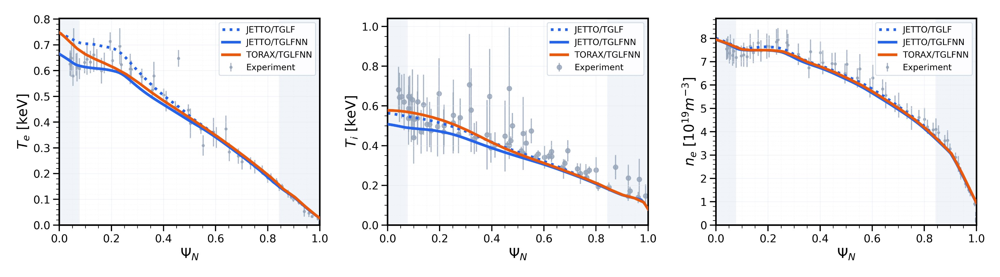 0.8
0.7
0.6
0.5
0.4
0.3
0.2
0.1
0.0
T_e [keV]
0.0 0.2 0.4 0.6 0.8 1.0
Ψ_N
JETTO/TGLF
JETTO/TGLFNN
TORAX/TGLFNN
Experiment
1.0
0.8
0.6
0.4
0.2
0.0
T_i [keV]
0.0 0.2 0.4 0.6 0.8 1.0
Ψ_N
JETTO/TGLF
JETTO/TGLFNN
TORAX/TGLFNN
Experiment
8
7
6
5
4
3
2
1
0
n_e [10^19 m^−3]
0.0 0.2 0.4 0.6 0.8 1.0
Ψ_N
JETTO/TGLF
JETTO/TGLFNN
TORAX/TGLFNN
Experiment